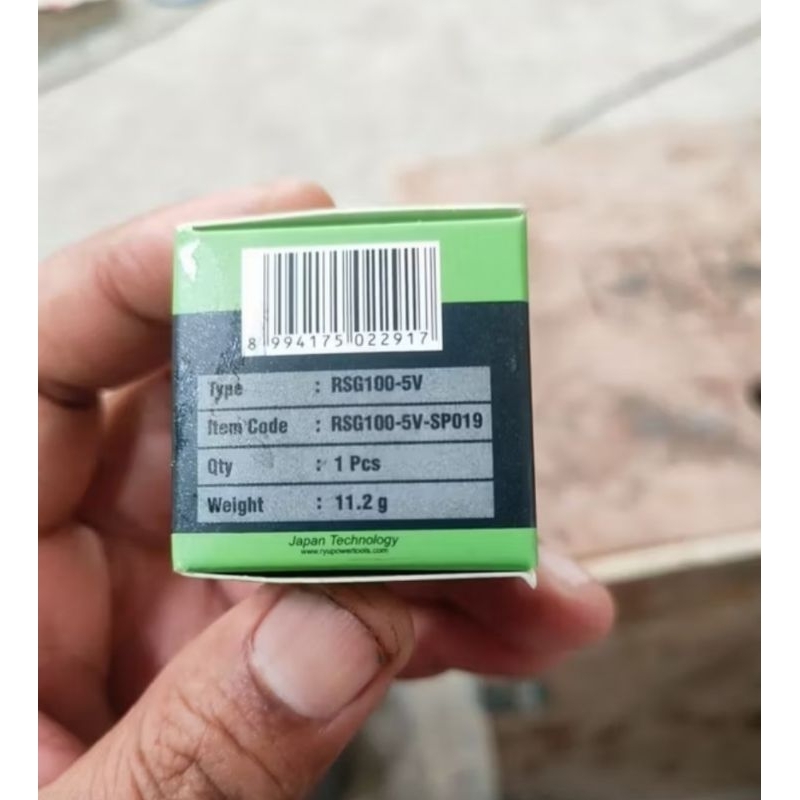 8 994175 022917
Type : RSG100-5V
Item Code : RSG100-5V-SP019
Qty : 1 Pcs
Weight : 11.2 g
Japan Technology
www.ryupowertools.com